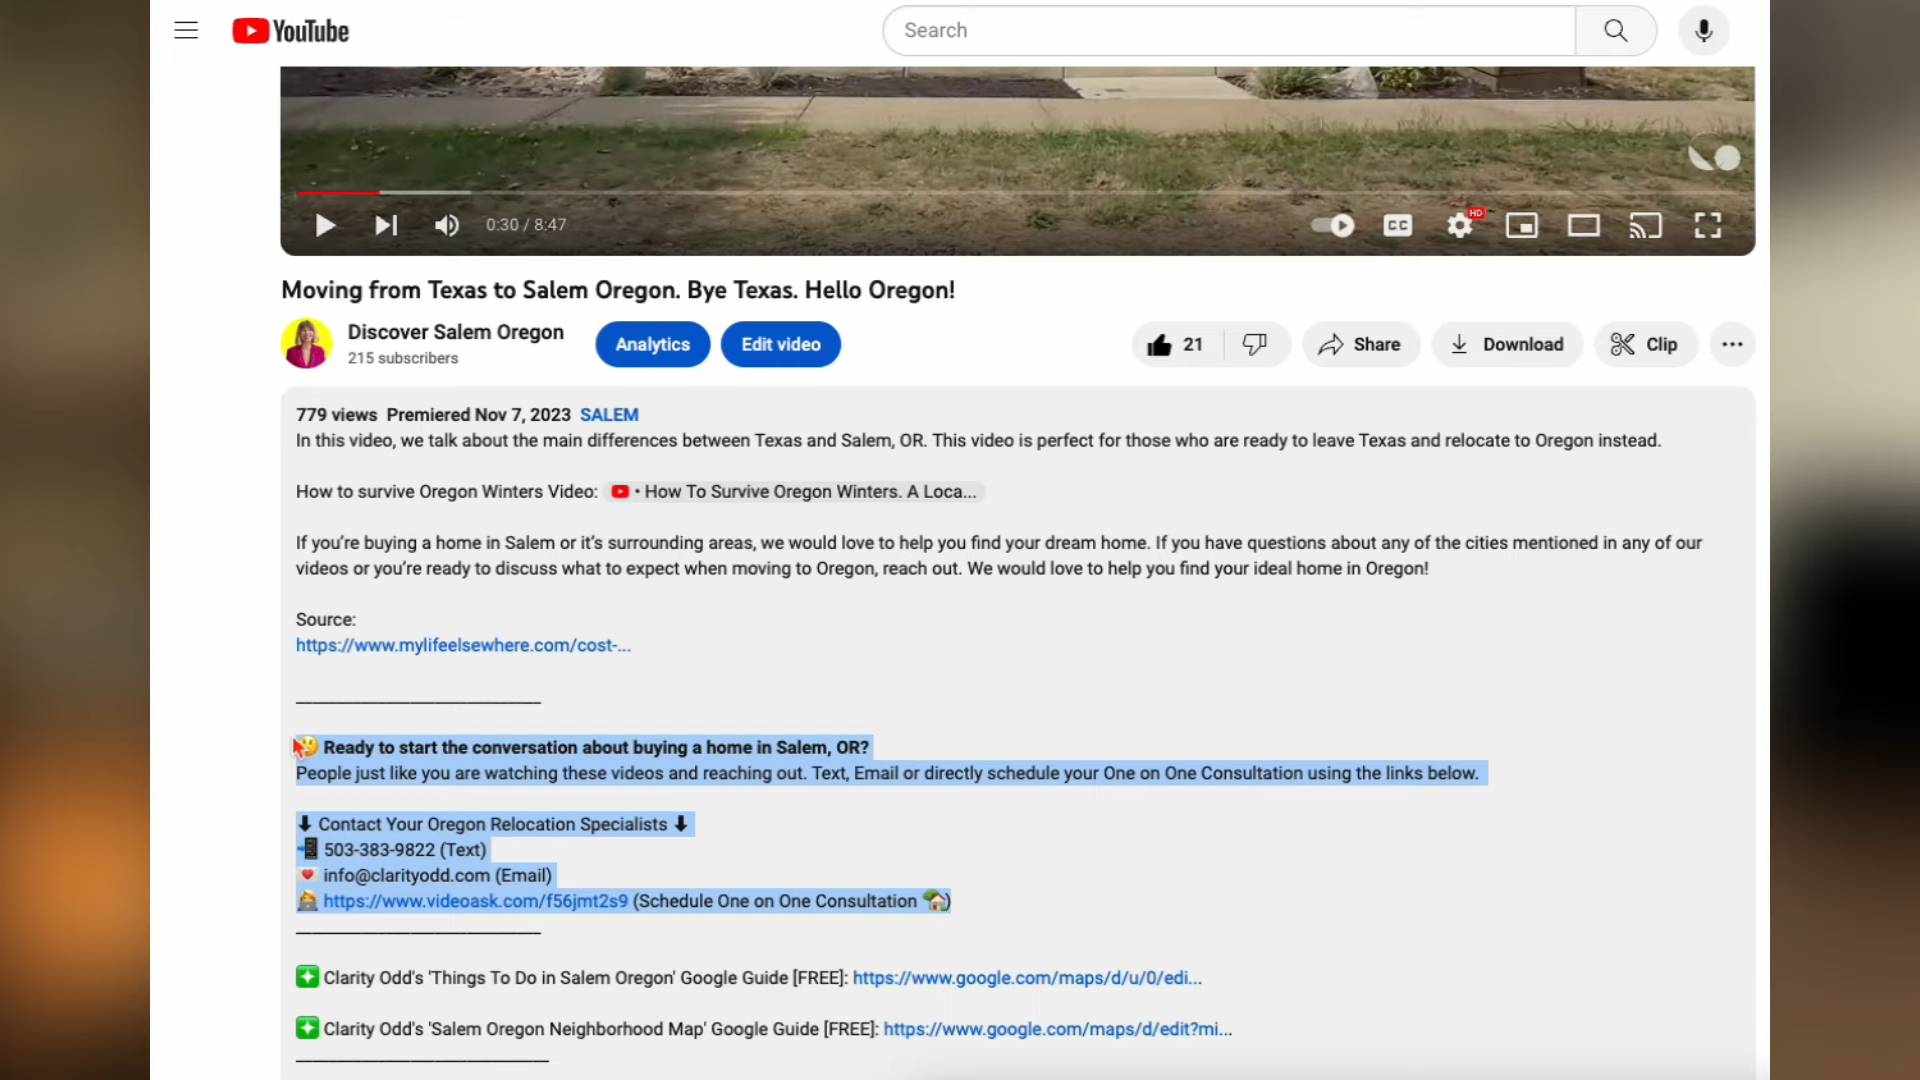 YouTube
Search
0:30 / 8:47
CC
HD
Moving from Texas to Salem Oregon. Bye Texas. Hello Oregon!
Discover Salem Oregon
215 subscribers
Analytics
Edit video
21
Share
Download
Clip
779 views Premiered Nov 7, 2023 SALEM
In this video, we talk about the main differences between Texas and Salem, OR. This video is perfect for those who are ready to leave Texas and relocate to Oregon instead.
How to survive Oregon Winters Video: • How To Survive Oregon Winters. A Loca...
If you’re buying a home in Salem or it’s surrounding areas, we would love to help you find your dream home. If you have questions about any of the cities mentioned in any of our
videos or you’re ready to discuss what to expect when moving to Oregon, reach out. We would love to help you find your ideal home in Oregon!
Source:
https://www.mylifeelsewhere.com/cost-...
🤔 Ready to start the conversation about buying a home in Salem, OR?
People just like you are watching these videos and reaching out. Text, Email or directly schedule your One on One Consultation using the links below.
⬇ Contact Your Oregon Relocation Specialists ⬇
📲 503-383-9822 (Text)
💌 info@clarityodd.com (Email)
https://www.videoask.com/f56jmt2s9 (Schedule One on One Consultation 🏡)
Clarity Odd's 'Things To Do in Salem Oregon' Google Guide [FREE]: https://www.google.com/maps/d/u/0/edi...
Clarity Odd's 'Salem Oregon Neighborhood Map' Google Guide [FREE]: https://www.google.com/maps/d/edit?mi...